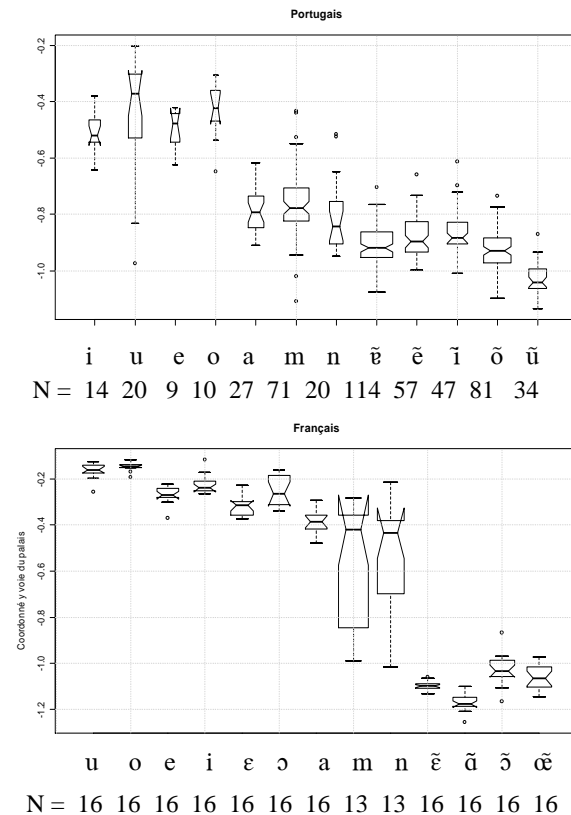 Portugais
-0.2
-0.4
-0.6
-0.8
-1.0
i u e o a m n ɐ̃ ẽ ĩ õ ũ
N = 14 20 9 10 27 71 20 114 57 47 81 34
Français
Coordonné y voie du palais
-0.2
-0.4
-0.6
-0.8
-1.0
-1.2
u o e i ɛ ɔ a m n ɛ̃ ɑ̃ ɔ̃ œ̃
N = 16 16 16 16 16 16 16 13 13 16 16 16 16